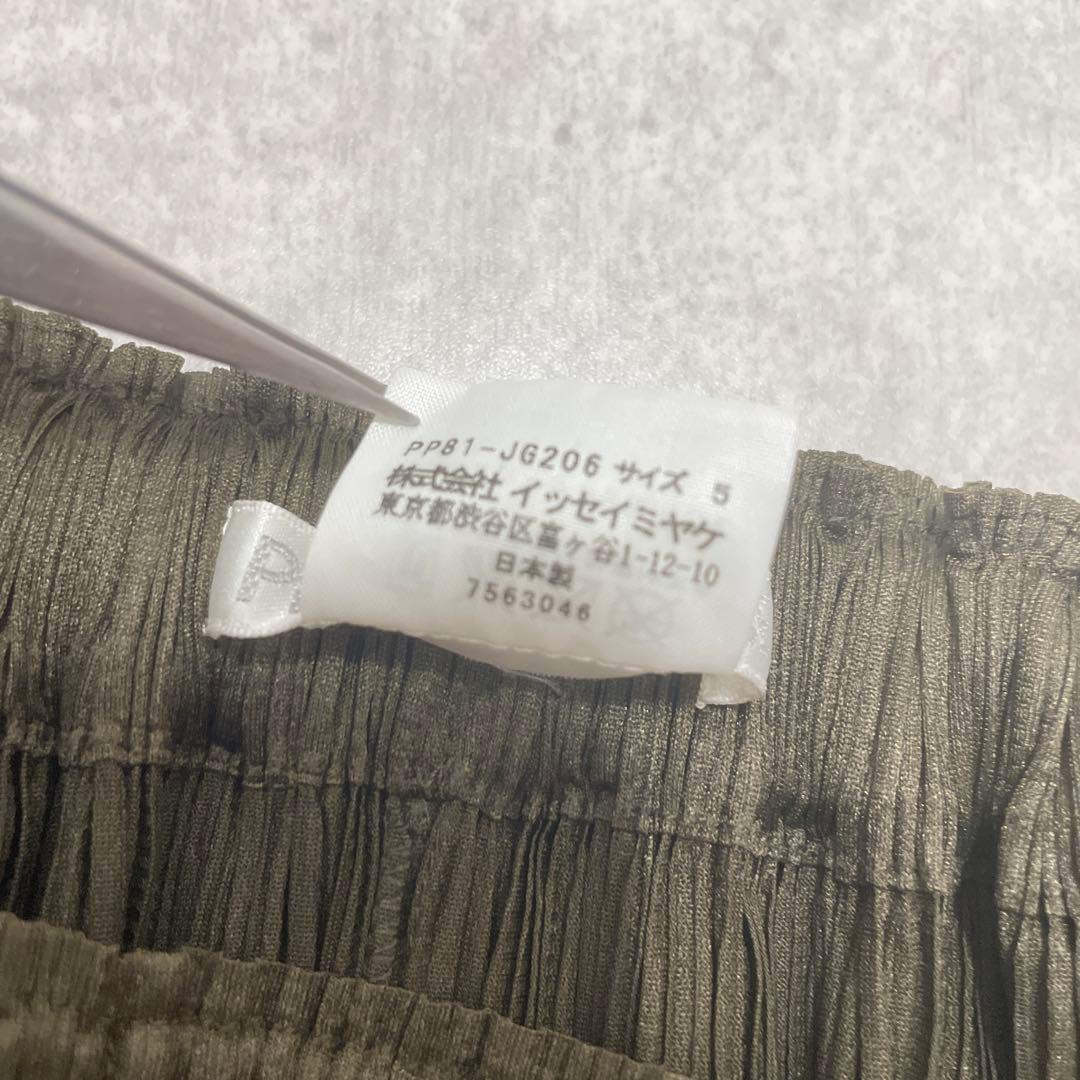 PP81-JG206 サイズ 5
株式会社 イッセイミヤケ
東京都渋谷区富ヶ谷1-12-10
日本製
7563046